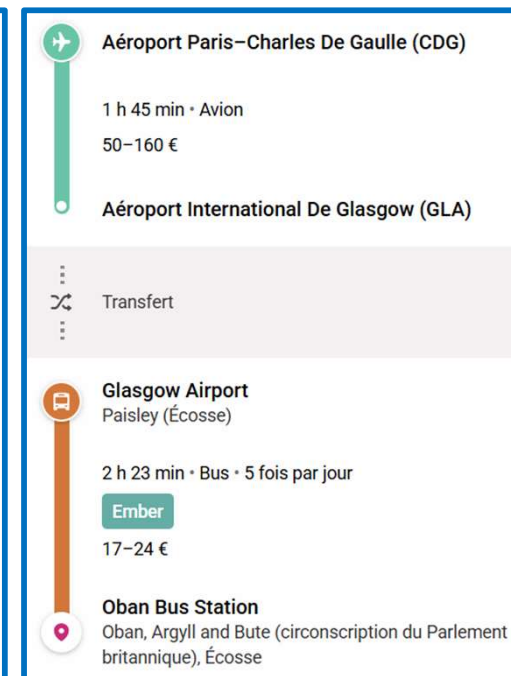 Aéroport Paris–Charles De Gaulle (CDG)
1 h 45 min • Avion
50–160 €
Aéroport International De Glasgow (GLA)
Transfert
Glasgow Airport
Paisley (Écosse)
2 h 23 min • Bus • 5 fois par jour
Ember
17–24 €
Oban Bus Station
Oban, Argyll and Bute (circonscription du Parlement
britannique), Écosse